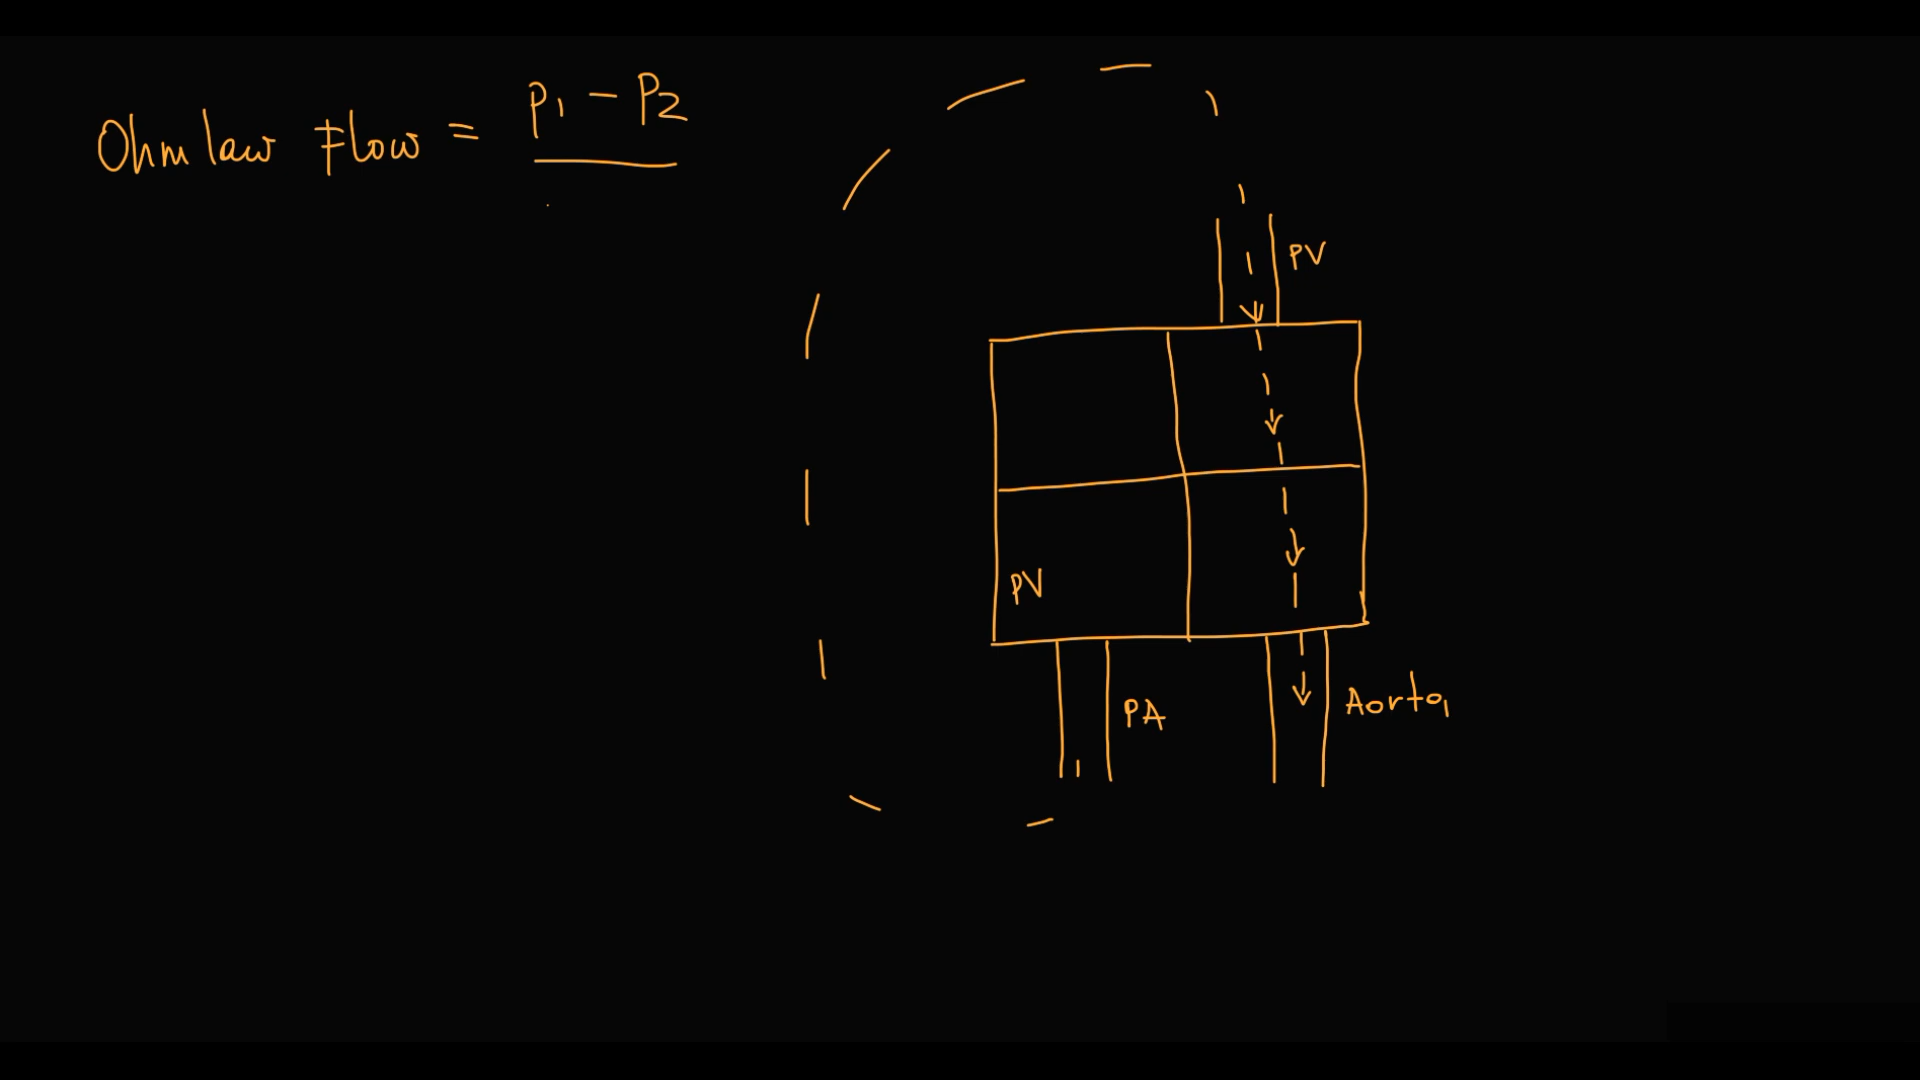 Ohm law Flow = P1 - P2
PV
PV
PA
Aorta